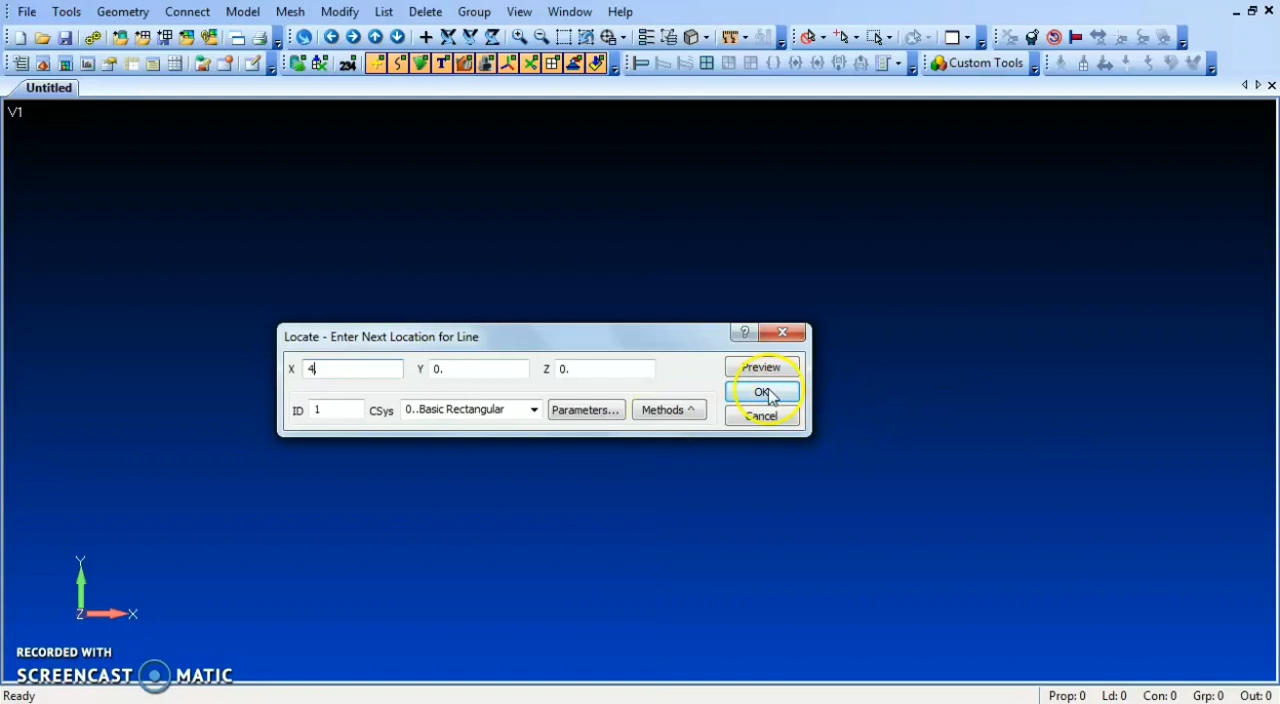 File Tools Geometry Connect Model Mesh Modify List Delete Group View Window Help
234
Custom Tools
Untitled
V1
Locate - Enter Next Location for Line
X 4 Y 0. Z 0. Preview
OK
ID 1 CSys 0..Basic Rectangular Parameters... Methods ^ Cancel
Y
Z X
RECORDED WITH
SCREENCAST MATIC
Ready Prop: 0 Ld: 0 Con: 0 Grp: 0 Out: 0